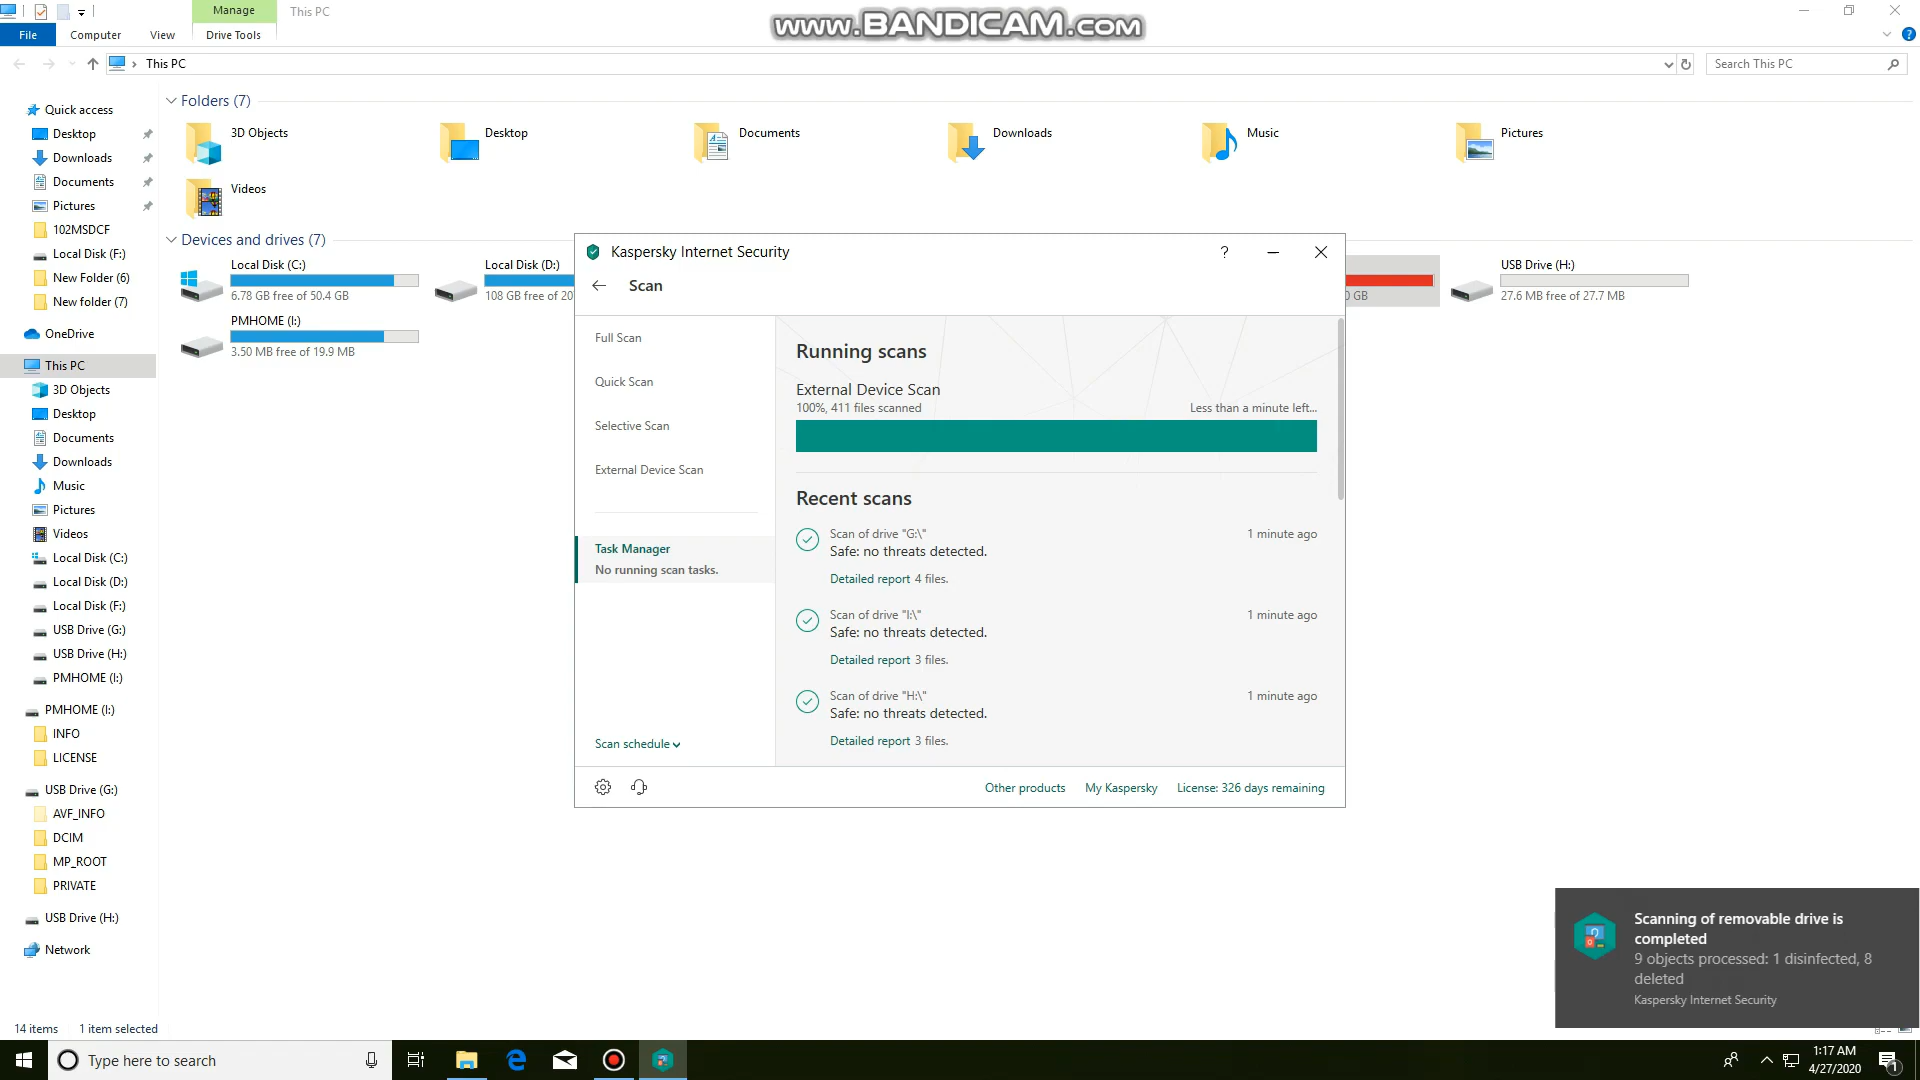 Manage
This PC
www.BANDICAM.com
File
Computer
View
Drive Tools
?
This PC
Search This PC
Quick access
Desktop
Downloads
Documents
Pictures
102MSDCF
Local Disk (F:)
New Folder (6)
New folder (7)
OneDrive
This PC
3D Objects
Desktop
Documents
Downloads
Music
Pictures
Videos
Local Disk (C:)
Local Disk (D:)
Local Disk (F:)
USB Drive (G:)
USB Drive (H:)
PMHOME (I:)
PMHOME (I:)
INFO
LICENSE
USB Drive (G:)
AVF_INFO
DCIM
MP_ROOT
PRIVATE
USB Drive (H:)
Network
Folders (7)
3D Objects
Desktop
Documents
Downloads
Music
Pictures
Videos
Devices and drives (7)
Local Disk (C:)
6.78 GB free of 50.4 GB
Local Disk (D:)
108 GB free of 20
0 GB
USB Drive (H:)
27.6 MB free of 27.7 MB
PMHOME (I:)
3.50 MB free of 19.9 MB
Kaspersky Internet Security
?
Scan
Full Scan
Quick Scan
Selective Scan
External Device Scan
Task Manager
No running scan tasks.
Scan schedule
Running scans
External Device Scan
100%, 411 files scanned
Less than a minute left...
Recent scans
Scan of drive "G:\"
1 minute ago
Safe: no threats detected.
Detailed report 4 files.
Scan of drive "I:\"
1 minute ago
Safe: no threats detected.
Detailed report 3 files.
Scan of drive "H:\"
1 minute ago
Safe: no threats detected.
Detailed report 3 files.
Other products
My Kaspersky
License: 326 days remaining
Scanning of removable drive is
completed
9 objects processed: 1 disinfected, 8
deleted
Kaspersky Internet Security
14 items
1 item selected
Type here to search
1:17 AM
4/27/2020
1